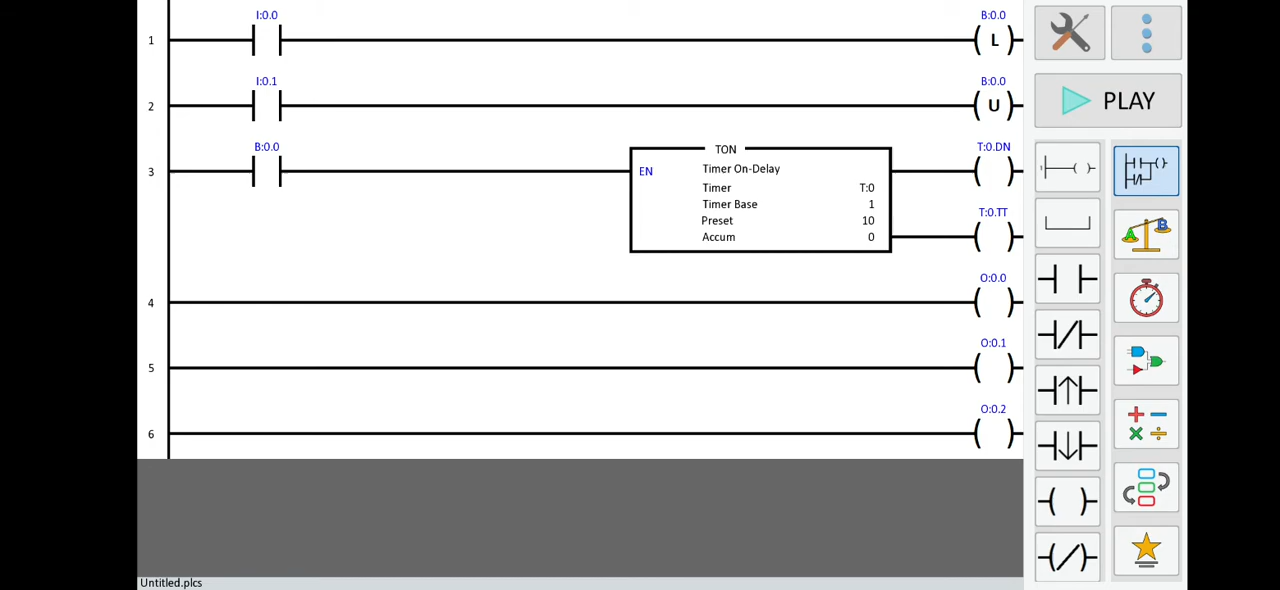 I:0.0 B:0.0
1 L
I:0.1 B:0.0
2 U
PLAY
B:0.0 TON T:0.DN
3 EN Timer On-Delay
Timer T:0
Timer Base 1 T:0.TT
Preset 10
Accum 0
O:0.0
4
O:0.1
5
O:0.2
6
A B
Untitled.plcs